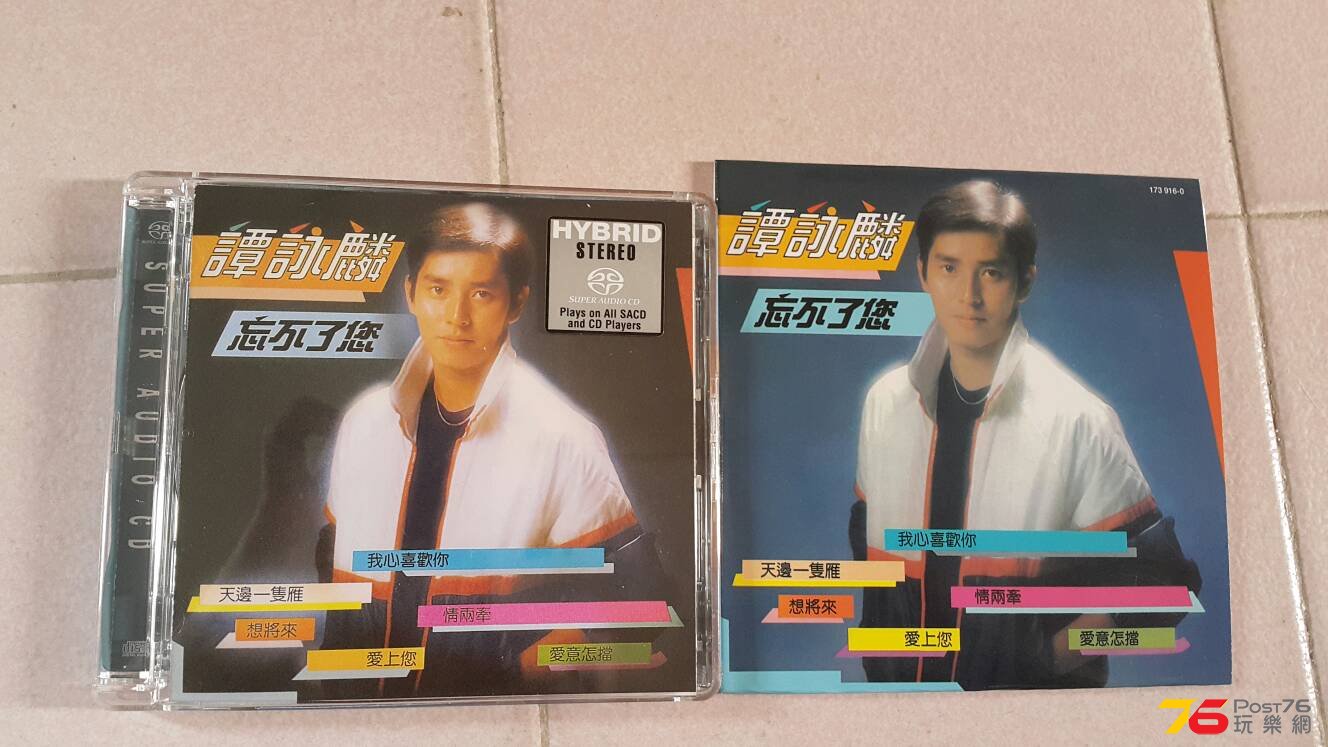 SUPER AUDIO CD
SUPER AUDIO CD
譚詠麟
忘不了您
HYBRID
STEREO
SUPER AUDIO CD
Plays on All SACD
and CD Players
我心喜歡你
天邊一隻雁
情兩牽
想將來
愛上您
愛意怎擋
173 916-0
譚詠麟
忘不了您
我心喜歡你
天邊一隻雁
情兩牽
想將來
愛上您
愛意怎擋
76 Post76
玩樂網